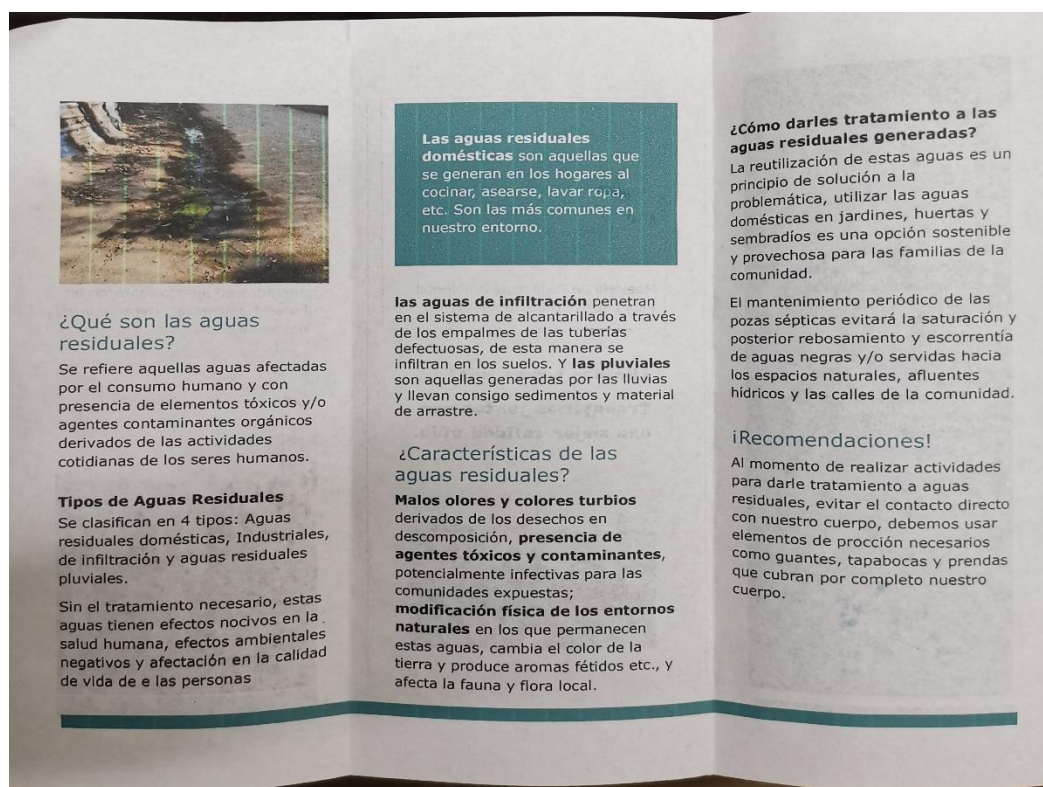 ¿Qué son las aguas
residuales?
Se refiere aquellas aguas afectadas
por el consumo humano y con
presencia de elementos tóxicos y/o
agentes contaminantes orgánicos
derivados de las actividades
cotidianas de los seres humanos.
Tipos de Aguas Residuales
Se clasifican en 4 tipos: Aguas
residuales domésticas, Industriales,
de infiltración y aguas residuales
pluviales.
Sin el tratamiento necesario, estas
aguas tienen efectos nocivos en la
salud humana, efectos ambientales
negativos y afectación en la calidad
de vida de e las personas
Las aguas residuales
domésticas son aquellas que
se generan en los hogares al
cocinar, asearse, lavar ropa,
etc. Son las más comunes en
nuestro entorno.
las aguas de infiltración penetran
en el sistema de alcantarillado a través
de los empalmes de las tuberías
defectuosas, de esta manera se
infiltran en los suelos. Y las pluviales
son aquellas generadas por las lluvias
y llevan consigo sedimentos y material
de arrastre.
¿Características de las
aguas residuales?
Malos olores y colores turbios
derivados de los desechos en
descomposición, presencia de
agentes tóxicos y contaminantes,
potencialmente infectivas para las
comunidades expuestas;
modificación física de los entornos
naturales en los que permanecen
estas aguas, cambia el color de la
tierra y produce aromas fétidos etc., y
afecta la fauna y flora local.
¿Cómo darles tratamiento a las
aguas residuales generadas?
La reutilización de estas aguas es un
principio de solución a la
problemática, utilizar las aguas
domésticas en jardines, huertas y
sembradíos es una opción sostenible
y provechosa para las familias de la
comunidad.
El mantenimiento periódico de las
pozas sépticas evitará la saturación y
posterior rebosamiento y escorrentía
de aguas negras y/o servidas hacia
los espacios naturales, afluentes
hídricos y las calles de la comunidad.
¡Recomendaciones!
Al momento de realizar actividades
para darle tratamiento a aguas
residuales, evitar el contacto directo
con nuestro cuerpo, debemos usar
elementos de procción necesarios
como guantes, tapabocas y prendas
que cubran por completo nuestro
cuerpo.